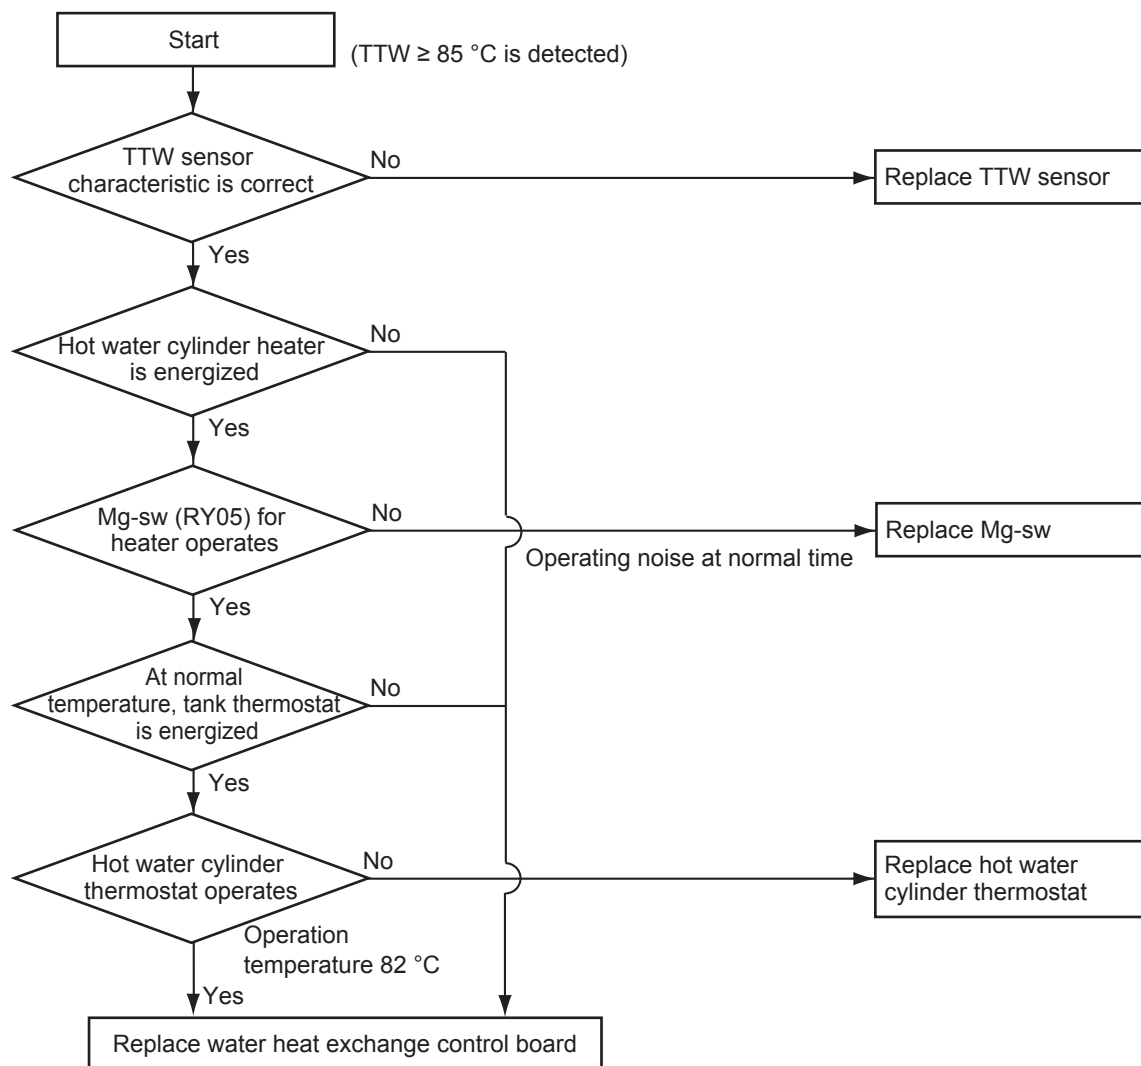 Start
(TTW ≥ 85 °C is detected)
TTW sensor
characteristic is correct
No
Replace TTW sensor
Yes
Hot water cylinder heater
is energized
No
Yes
Mg-sw (RY05) for
heater operates
No
Operating noise at normal time
Replace Mg-sw
Yes
At normal
temperature, tank thermostat
is energized
No
Yes
Hot water cylinder
thermostat operates
No
Replace hot water
cylinder thermostat
Operation
temperature 82 °C
Yes
Replace water heat exchange control board